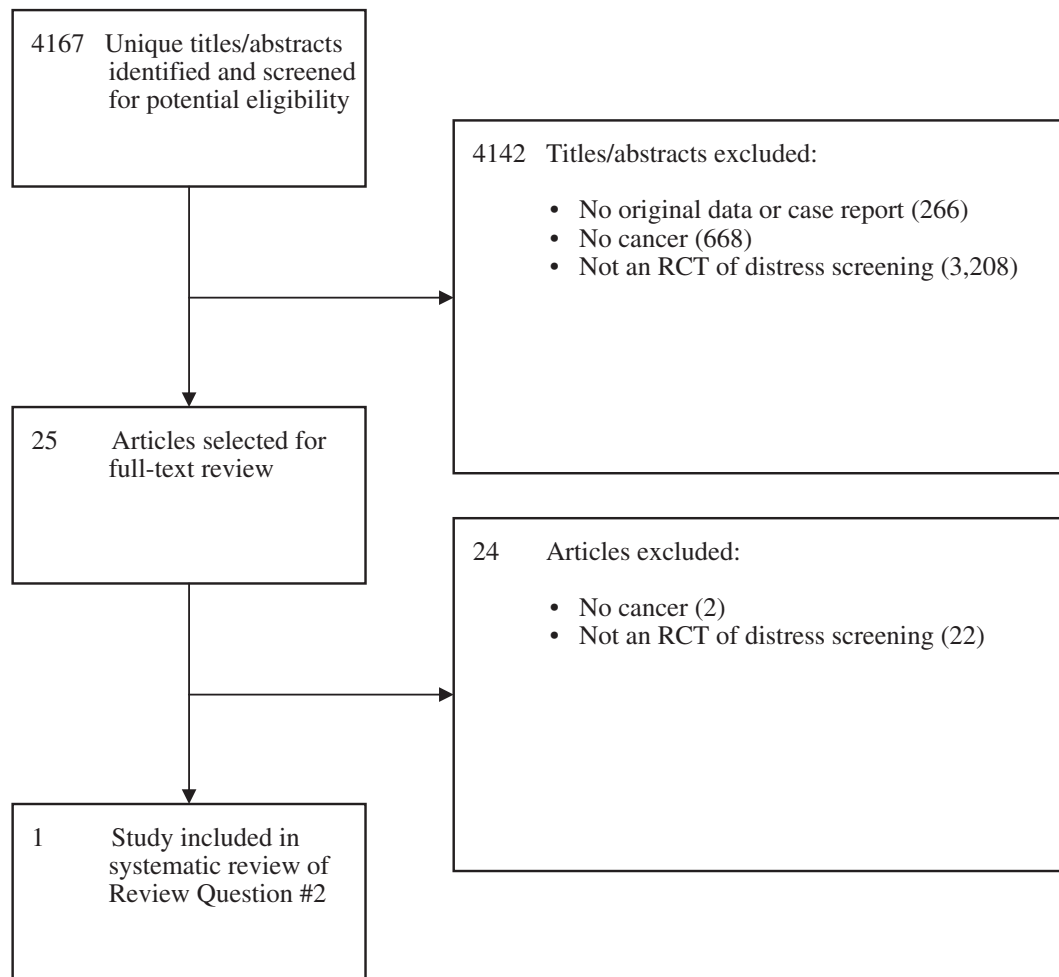 4167 Unique titles/abstracts
identified and screened
for potential eligibility
4142 Titles/abstracts excluded:
• No original data or case report (266)
• No cancer (668)
• Not an RCT of distress screening (3,208)
25 Articles selected for
full-text review
24 Articles excluded:
• No cancer (2)
• Not an RCT of distress screening (22)
1 Study included in
systematic review of
Review Question #2